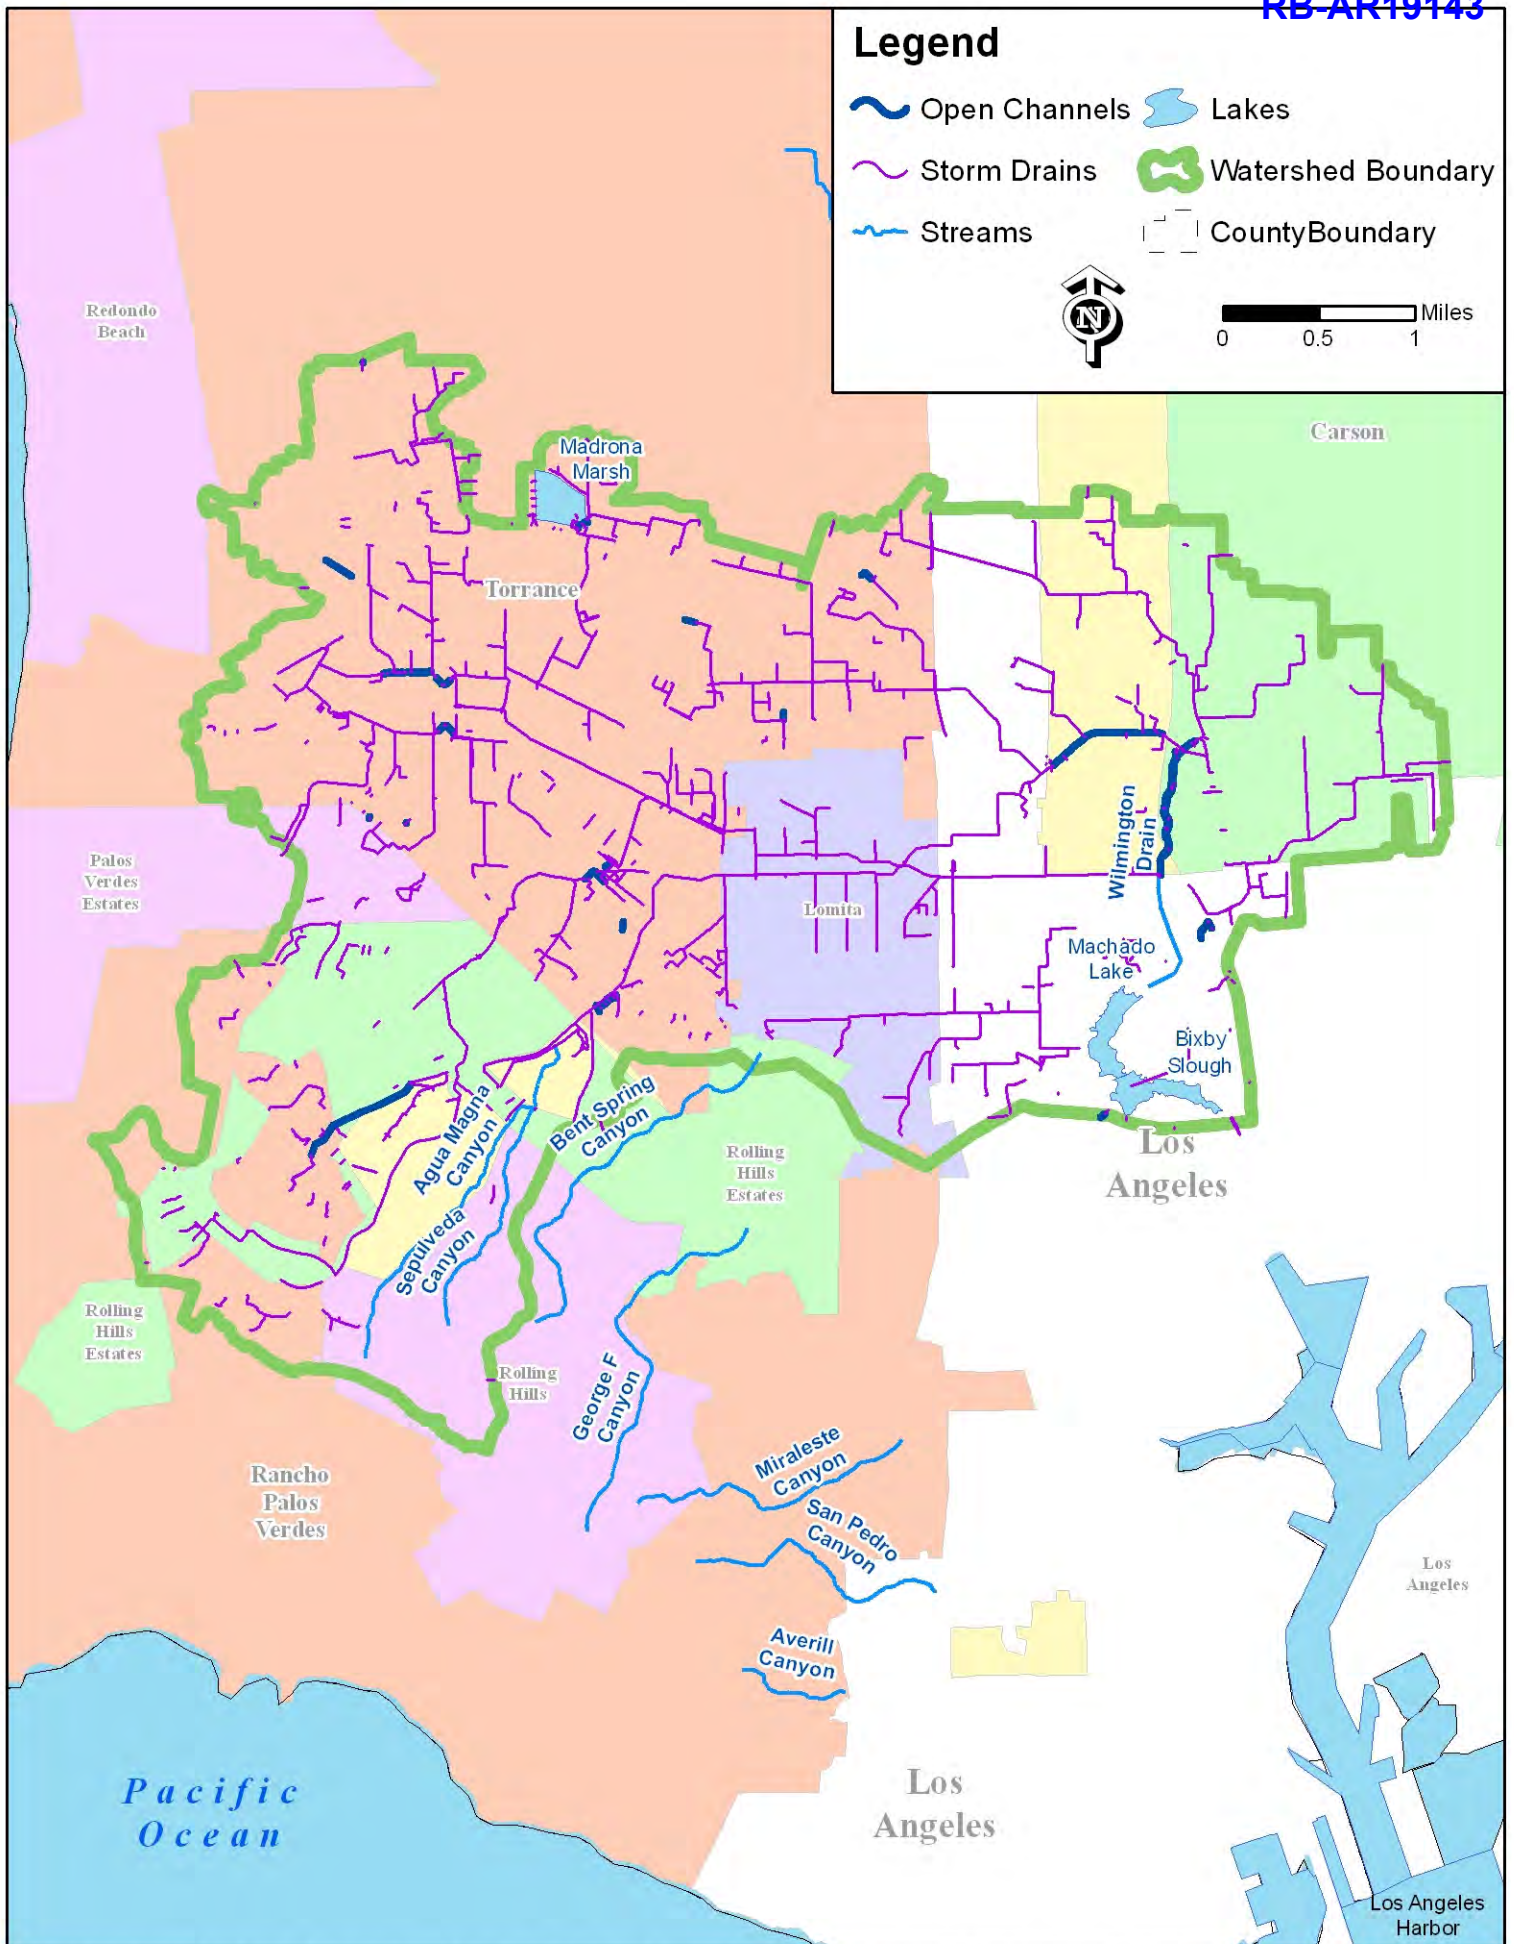 RB-AR19143
Legend
Open Channels
Lakes
Storm Drains
Watershed Boundary
Streams
CountyBoundary
N
Miles
0
0.5
1
Redondo
Beach
Carson
Madrona
Marsh
Torrance
Wilmington
Drain
Palos
Verdes
Estates
Lomita
Machado
Lake
Bixby
Slough
Agua Magna
Canyon
Bent Spring
Canyon
Los
Angeles
Rolling
Hills
Estates
Sepulveda
Canyon
Rolling
Hills
Estates
Rolling
Hills
George F
Canyon
Miraleste
Canyon
Rancho
Palos
Verdes
San Pedro
Canyon
Los
Angeles
Averill
Canyon
Pacific
Ocean
Los
Angeles
Los Angeles
Harbor